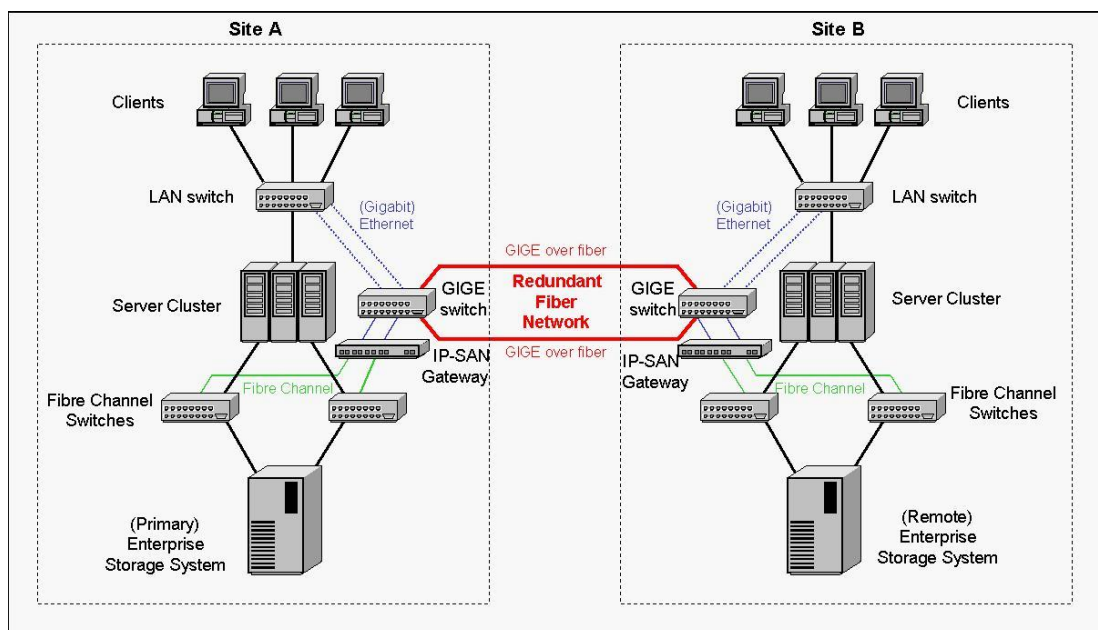 Site A
Site B
Clients
Clients
LAN switch
LAN switch
(Gigabit)
Ethernet
(Gigabit)
Ethernet
GIGE over fiber
Redundant
Fiber
Network
GIGE over fiber
Server Cluster
GIGE
switch
GIGE
switch
Server Cluster
IP-SAN
Gateway
IP-SAN
Gateway
Fibre Channel
Fibre Channel
Fibre Channel
Switches
Fibre Channel
Switches
(Primary)
Enterprise
Storage System
(Remote)
Enterprise
Storage System